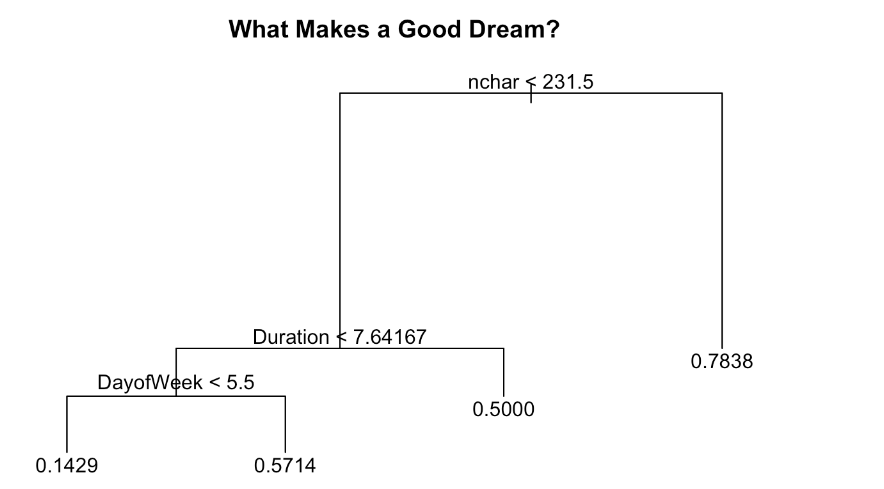 What Makes a Good Dream?
nchar < 231.5
Duration < 7.64167
0.7838
DayofWeek < 5.5
0.5000
0.1429
0.5714